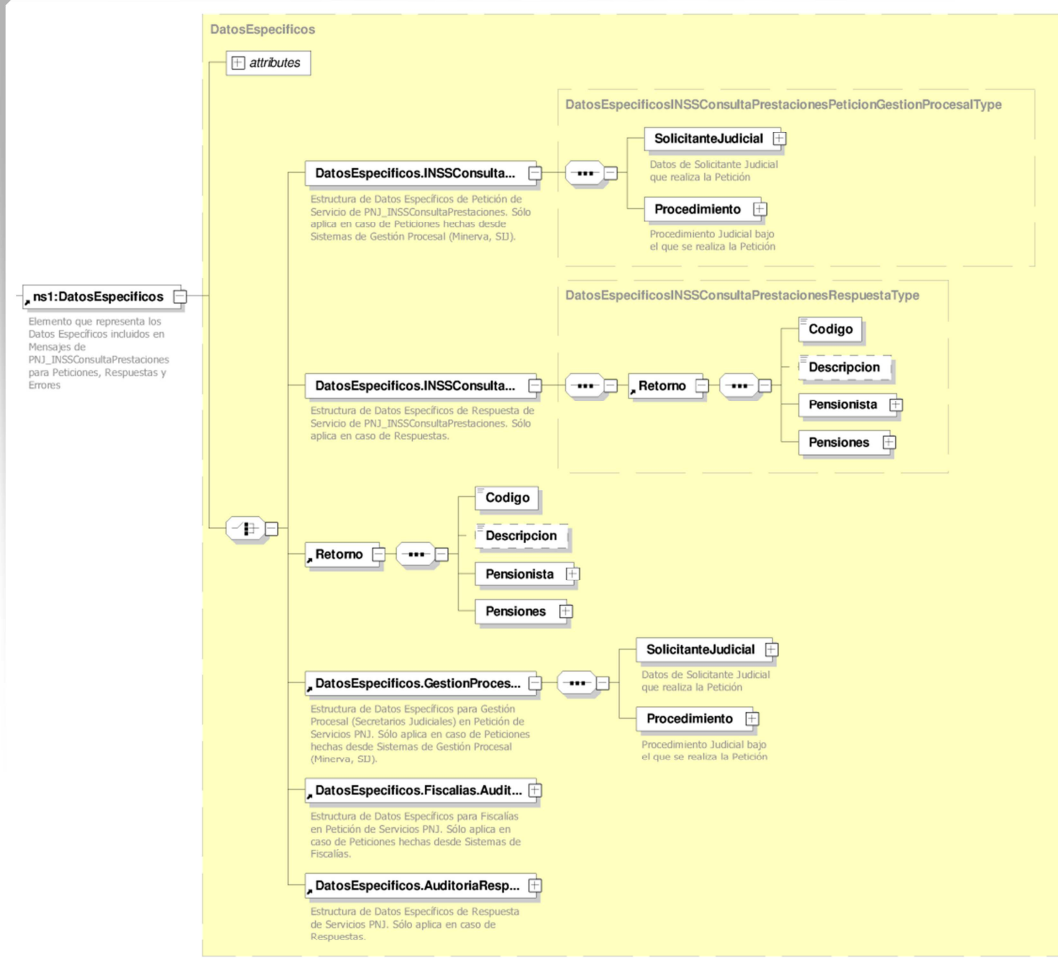 DatosEspecificos
attributes
DatosEspecificosINSSConsultaPrestacionesPeticionGestionProcesalType
SolicitanteJudicial
Datos de Solicitante Judicial
que realiza la Petición
DatosEspecificos.INSSConsulta...
Estructura de Datos Específicos de Petición de
Servicio de PNJ_INSSConsultaPrestaciones. Sólo
aplica en caso de Peticiones hechas desde
Sistemas de Gestión Procesal (Minerva, SIJ).
Procedimiento
Procedimiento Judicial bajo
el que se realiza la Petición
ns1:DatosEspecificos
Elemento que representa los
Datos Específicos incluidos en
Mensajes de
PNJ_INSSConsultaPrestaciones
para Peticiones, Respuestas y
Errores
DatosEspecificosINSSConsultaPrestacionesRespuestaType
Codigo
Descripcion
DatosEspecificos.INSSConsulta...
Estructura de Datos Específicos de Respuesta de
Servicio de PNJ_INSSConsultaPrestaciones. Sólo
aplica en caso de Respuestas.
Retorno
Pensionista
Pensiones
Codigo
Descripcion
Retorno
Pensionista
Pensiones
SolicitanteJudicial
Datos de Solicitante Judicial
que realiza la Petición
DatosEspecificos.GestionProces...
Estructura de Datos Específicos para Gestión
Procesal (Secretarios Judiciales) en Petición de
Servicios PNJ. Sólo aplica en caso de Peticiones
hechas desde Sistemas de Gestión Procesal
(Minerva, SIJ).
Procedimiento
Procedimiento Judicial bajo
el que se realiza la Petición
DatosEspecificos.Fiscalias.Audit...
Estructura de Datos Específicos para Fiscalías
en Petición de Servicios PNJ. Sólo aplica en
caso de Peticiones hechas desde Sistemas de
Fiscalías.
DatosEspecificos.AuditoriaResp...
Estructura de Datos Específicos de Respuesta
de Servicios PNJ. Sólo aplica en caso de
Respuestas.